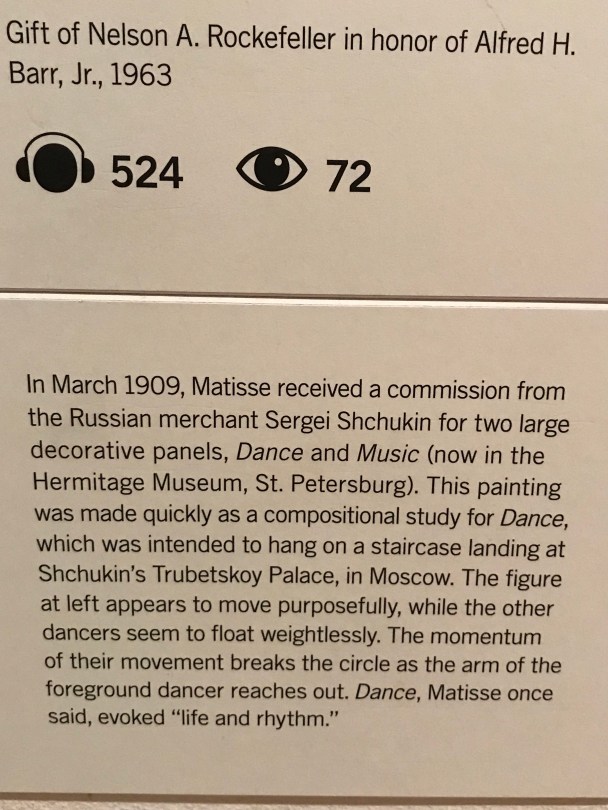 Gift of Nelson A. Rockefeller in honor of Alfred H.
Barr, Jr., 1963
524 72
In March 1909, Matisse received a commission from
the Russian merchant Sergei Shchukin for two large
decorative panels, Dance and Music (now in the
Hermitage Museum, St. Petersburg). This painting
was made quickly as a compositional study for Dance,
which was intended to hang on a staircase landing at
Shchukin's Trubetskoy Palace, in Moscow. The figure
at left appears to move purposefully, while the other
dancers seem to float weightlessly. The momentum
of their movement breaks the circle as the arm of the
foreground dancer reaches out. Dance, Matisse once
said, evoked “life and rhythm.”